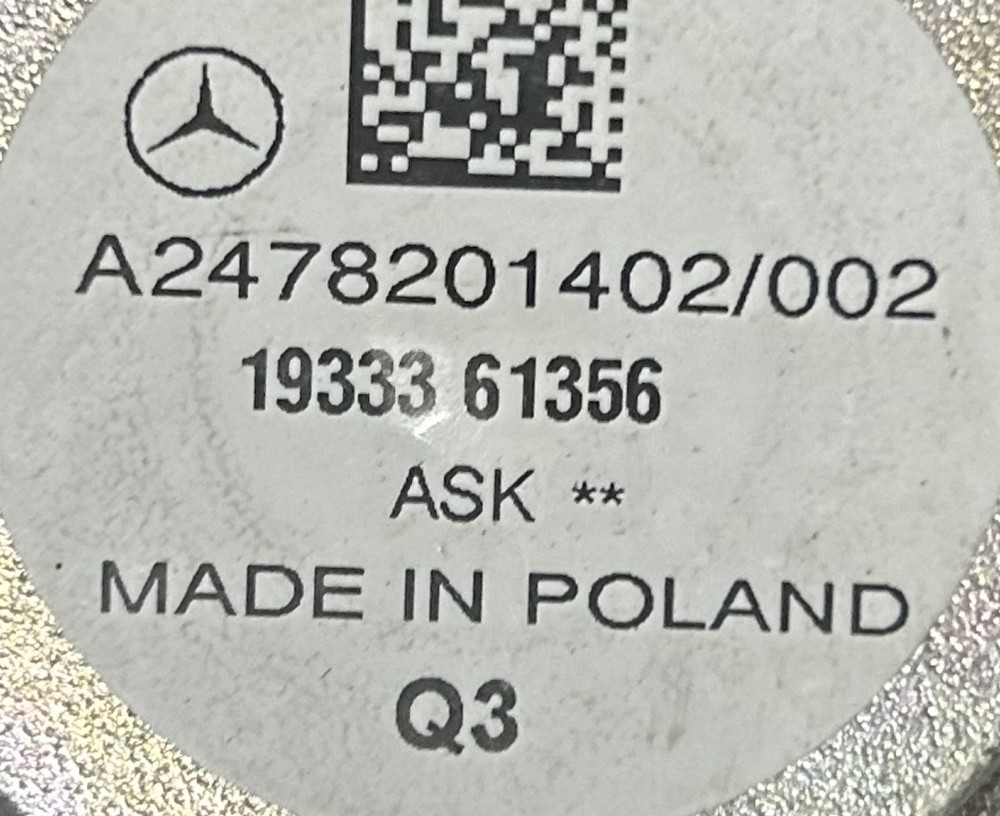 A2478201402/002
19333 61356
ASK **
MADE IN POLAND
Q3